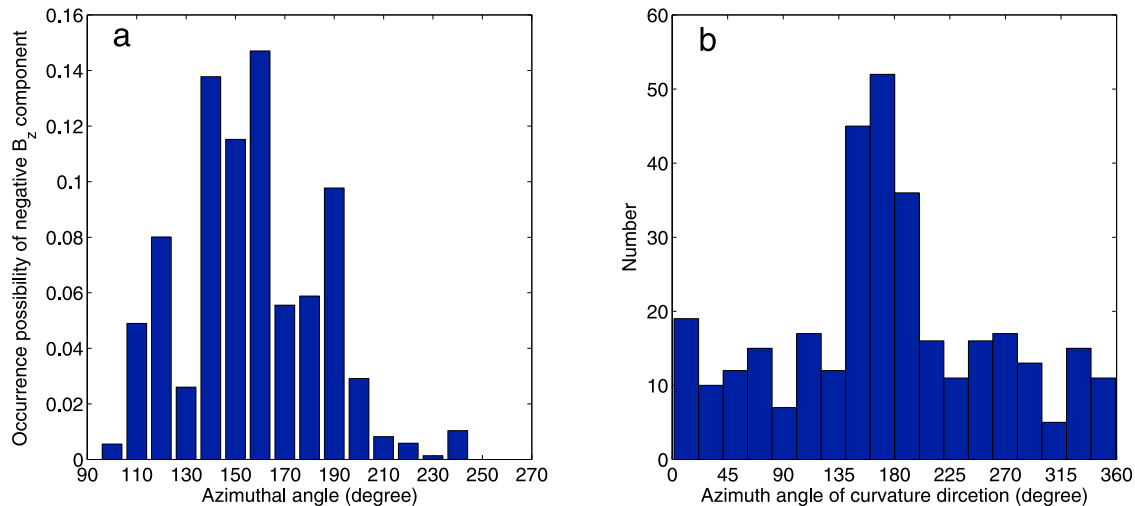 a
Occurrence possibility of negative Bz component
0.16
0.14
0.12
0.1
0.08
0.06
0.04
0.02
0
90 110 130 150 170 190 210 230 250 270
Azimuthal angle (degree)
b
Number
60
50
40
30
20
10
0
0 45 90 135 180 225 270 315 360
Azimuth angle of curvature dircetion (degree)